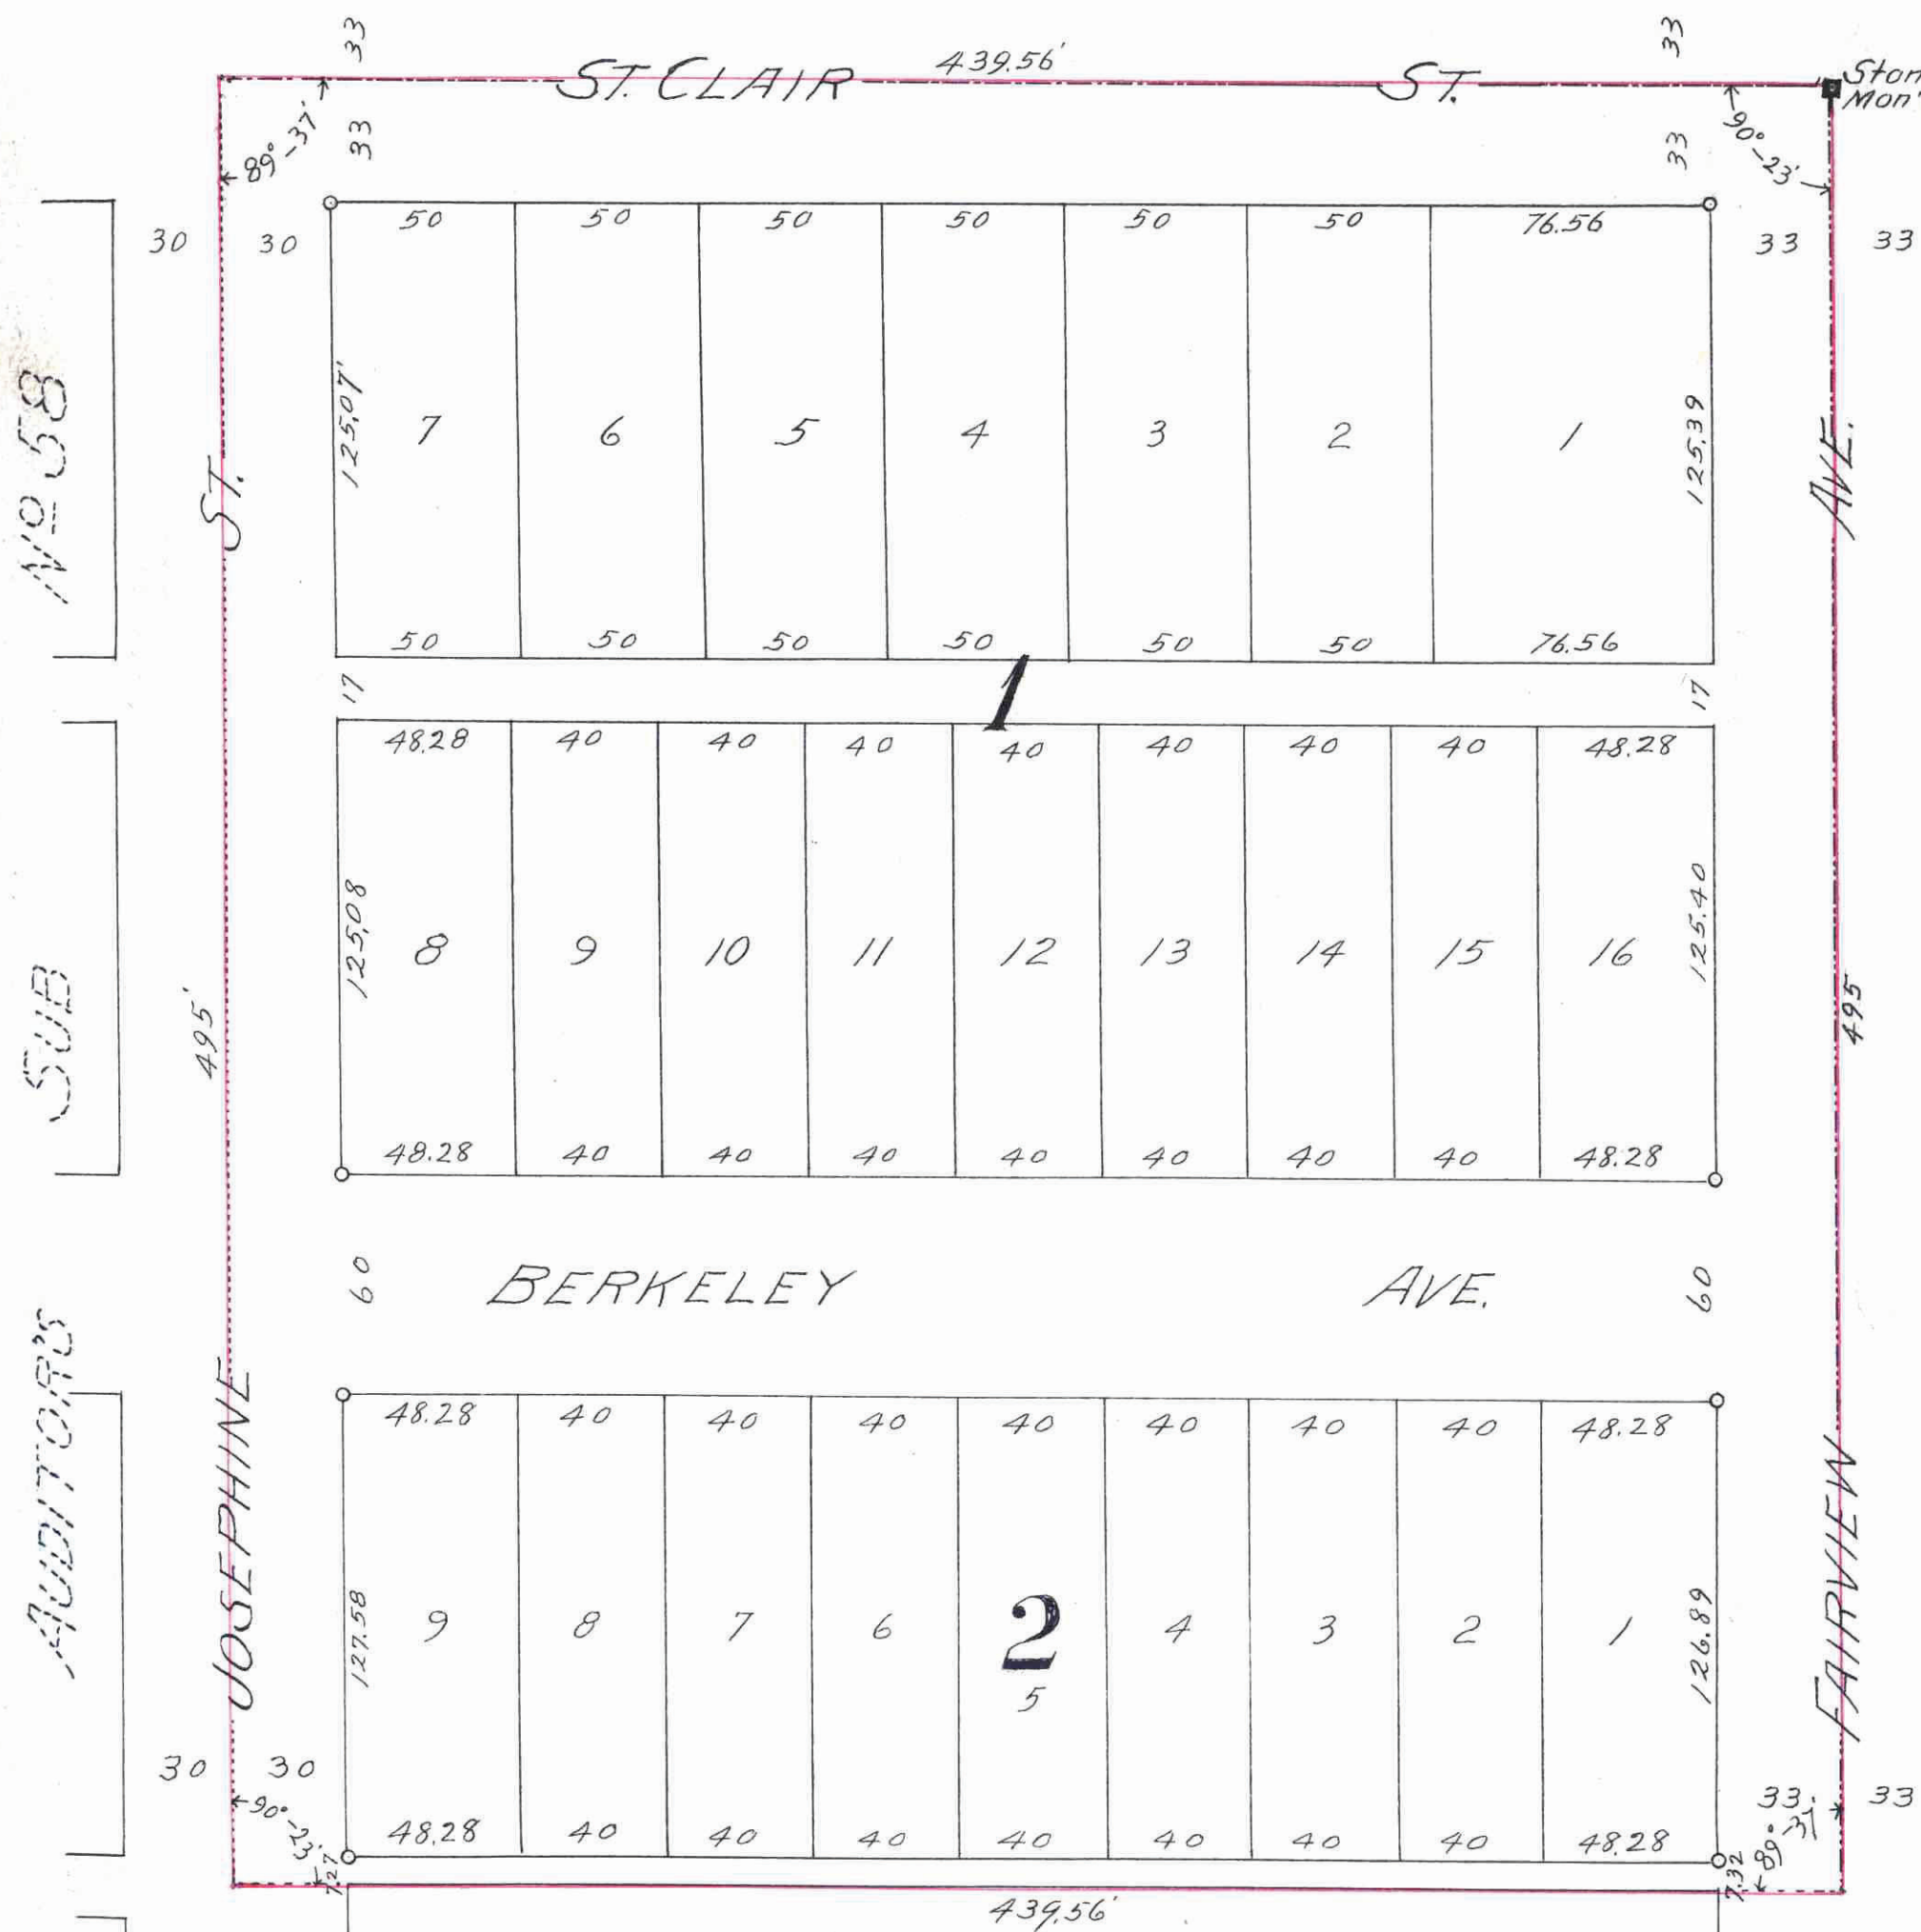 33 33
ST. CLAIR 439.56' ST.
Mon'
89°-37' 33 33 90°-23'
30 30 50 50 50 50 50 50 76.56 33 33
No 58
ST.
125.07' 7 6 5 4 3 2 1 125.39
AVE.
50 50 50 50 50 50 76.56
17 1 17
48.28 40 40 40 40 40 40 40 48.28
SUB
495'
125.08 8 9 10 11 12 13 14 15 16 125.40
495
48.28 40 40 40 40 40 40 40 48.28
60 BERKELEY AVE. 60
AUDITOR'S
JOSEPHINE
48.28 40 40 40 40 40 40 40 48.28
127.58 9 8 7 6 2 4 3 2 1 126.89
5
FAIRVIEW
30 30 33 33
90°-23' 89°-37'
48.28 40 40 40 40 40 40 40 48.28
7.27 7.32
439.56'